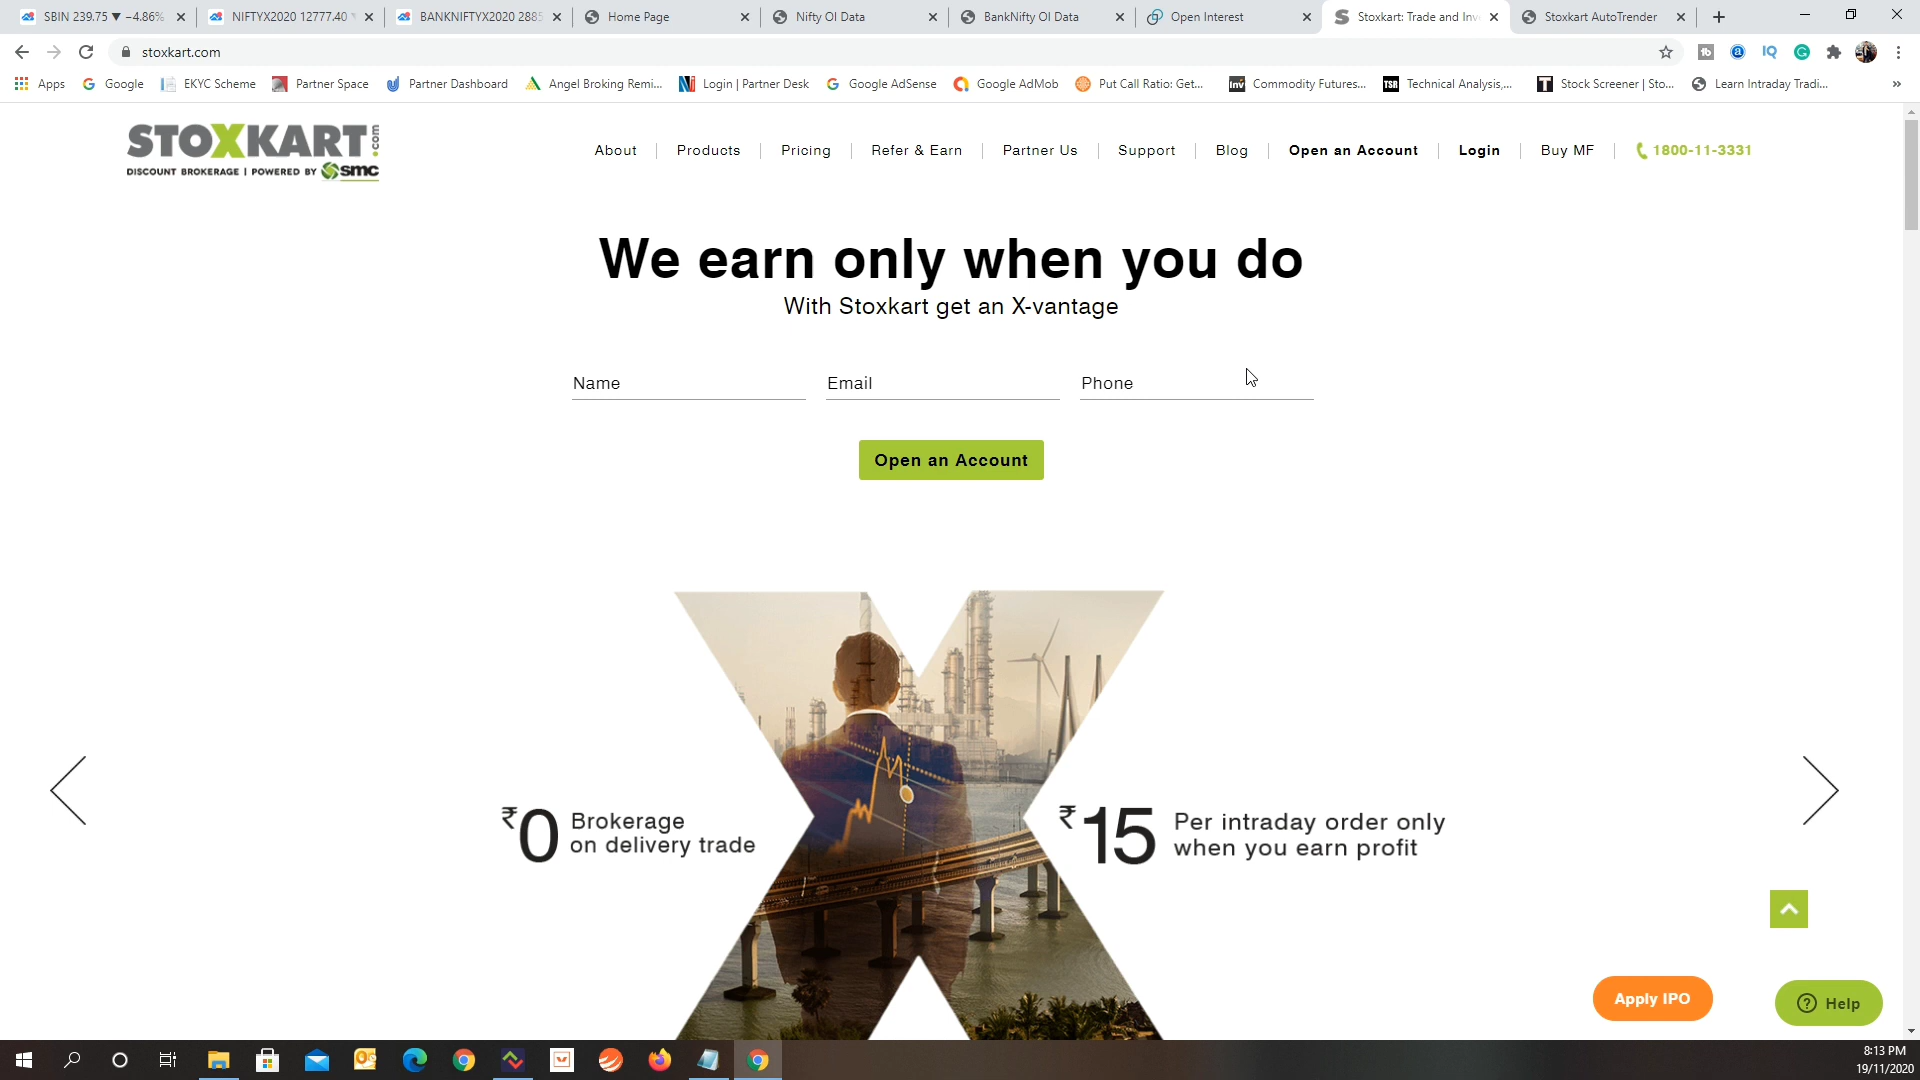 SBIN 239.75 ▼ −4.86%
NIFTYX2020 12777.40
BANKNIFTYX2020 2885
Home Page
Nifty OI Data
BankNifty OI Data
Open Interest
Stoxkart: Trade and Inv
Stoxkart AutoTrender
stoxkart.com
Apps
Google
EKYC Scheme
Partner Space
Partner Dashboard
Angel Broking Remi...
Login | Partner Desk
Google AdSense
Google AdMob
Put Call Ratio: Get...
Commodity Futures...
Technical Analysis,...
Stock Screener | Sto...
Learn Intraday Tradi...
STOXKART.com
DISCOUNT BROKERAGE | POWERED BY smc
About
Products
Pricing
Refer & Earn
Partner Us
Support
Blog
Open an Account
Login
Buy MF
1800-11-3331
We earn only when you do
With Stoxkart get an X-vantage
Name
Email
Phone
Open an Account
₹0 Brokerage
on delivery trade
₹15 Per intraday order only
when you earn profit
Apply IPO
Help
8:13 PM
19/11/2020